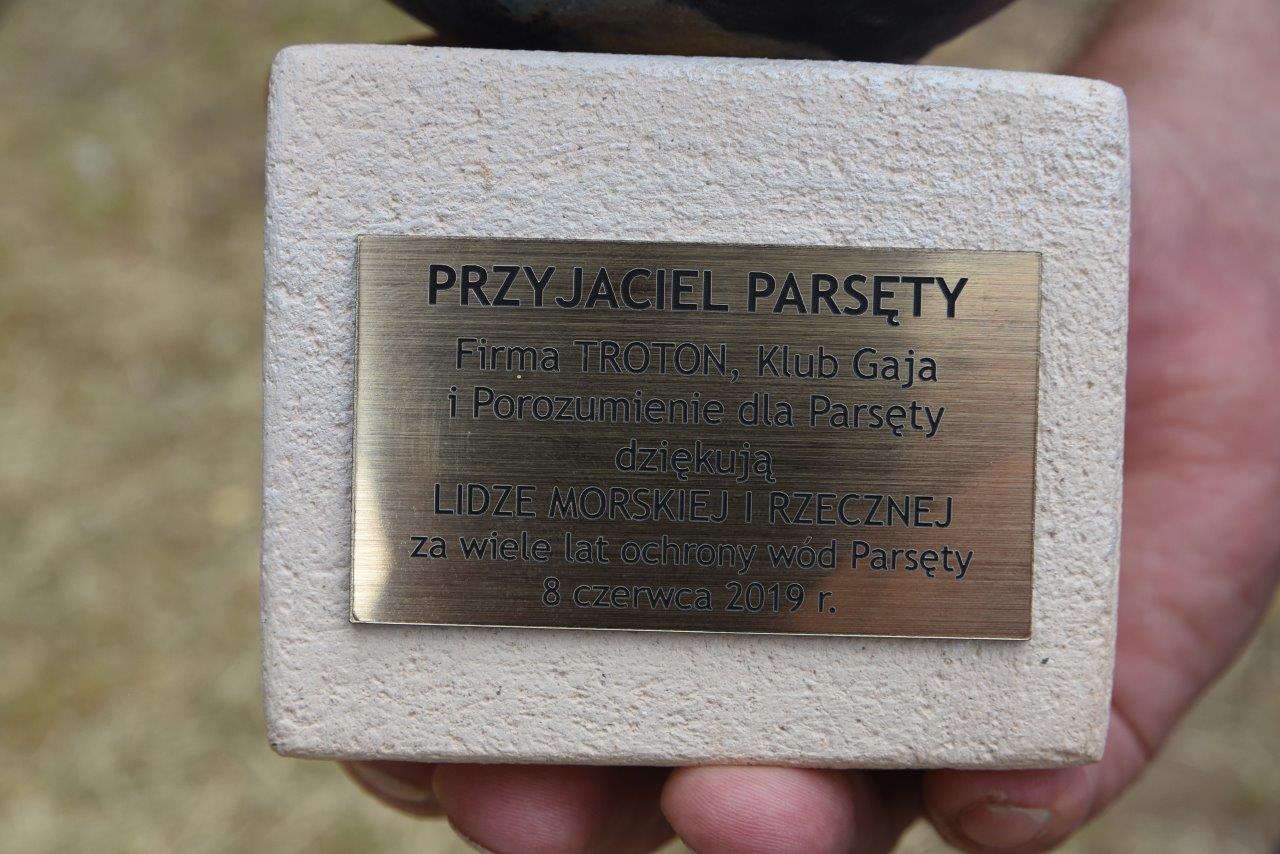 PRZYJACIEL PARSĘTY
Firma TROTON, Klub Gaja
i Porozumienie dla Parsęty
dziękują
LIDZE MORSKIEJ I RZECZNEJ
za wiele lat ochrony wód Parsęty
8 czerwca 2019 r.